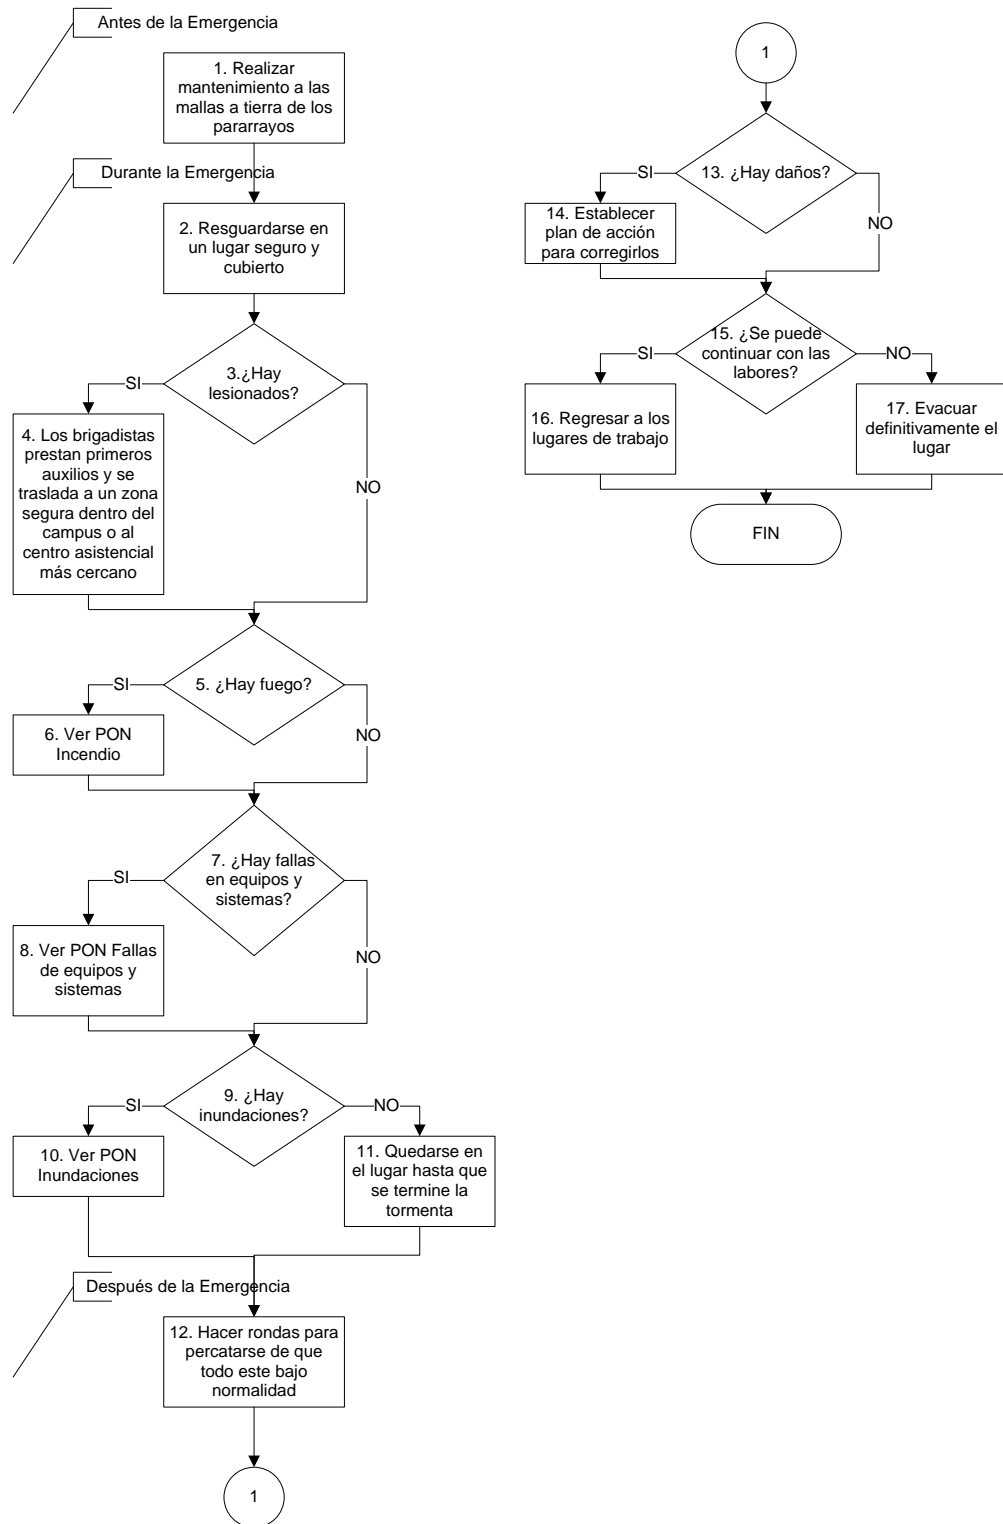 Antes de la Emergencia
1. Realizar
mantenimiento a las
mallas a tierra de los
pararrayos
Durante la Emergencia
2. Resguardarse en
un lugar seguro y
cubierto
3.¿Hay
lesionados?
SI
NO
4. Los brigadistas
prestan primeros
auxilios y se
traslada a un zona
segura dentro del
campus o al
centro asistencial
más cercano
5. ¿Hay fuego?
SI
NO
6. Ver PON
Incendio
7. ¿Hay fallas
en equipos y
sistemas?
SI
NO
8. Ver PON Fallas
de equipos y
sistemas
9. ¿Hay
inundaciones?
SI
NO
10. Ver PON
Inundaciones
11. Quedarse en
el lugar hasta que
se termine la
tormenta
Después de la Emergencia
12. Hacer rondas para
percatarse de que
todo este bajo
normalidad
1
1
13. ¿Hay daños?
SI
NO
14. Establecer
plan de acción
para corregirlos
15. ¿Se puede
continuar con las
labores?
SI
NO
16. Regresar a los
lugares de trabajo
17. Evacuar
definitivamente el
lugar
FIN